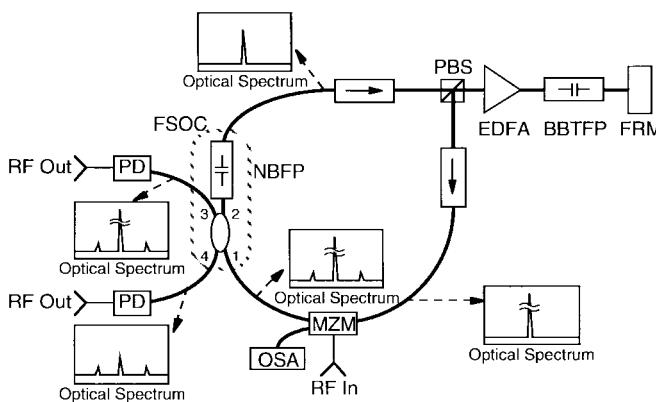 Optical Spectrum
PBS
EDFA
BBTFP
FRM
FSOC
NBFP
RF Out
PD
3
2
Optical Spectrum
4
1
RF Out
PD
Optical Spectrum
MZM
OSA
Optical Spectrum
RF In
Optical Spectrum